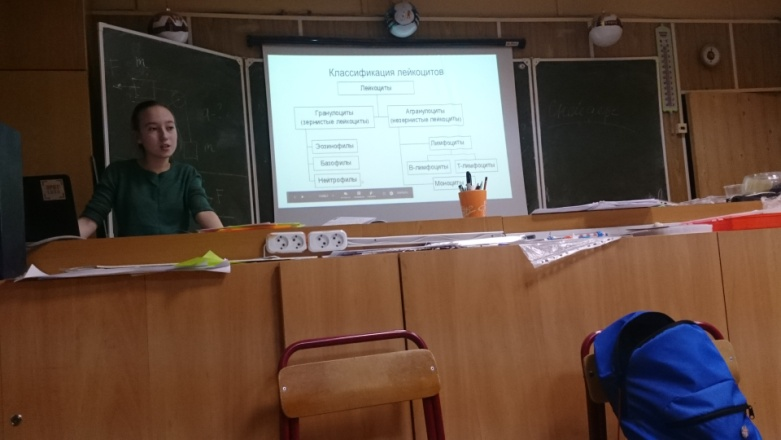 Классификация лейкоцитов
Лейкоциты
Гранулоциты
(зернистые лейкоциты)
Агранулоциты
(незернистые лейкоциты)
Эозинофилы
Базофилы
Нейтрофилы
Лимфоциты
В-лимфоциты
Т-лимфоциты
Моноциты